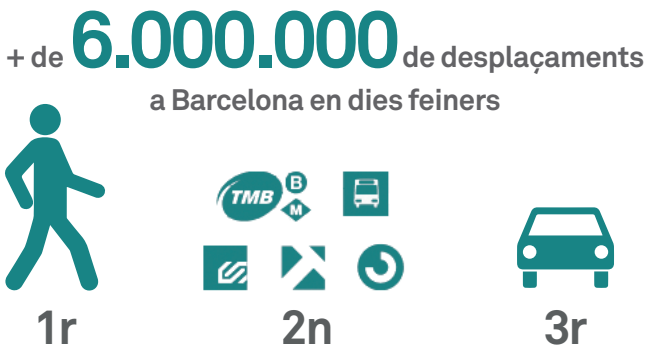 + de 6.000.000 de desplaçaments
a Barcelona en dies feiners
TMB B
M
1r 2n 3r